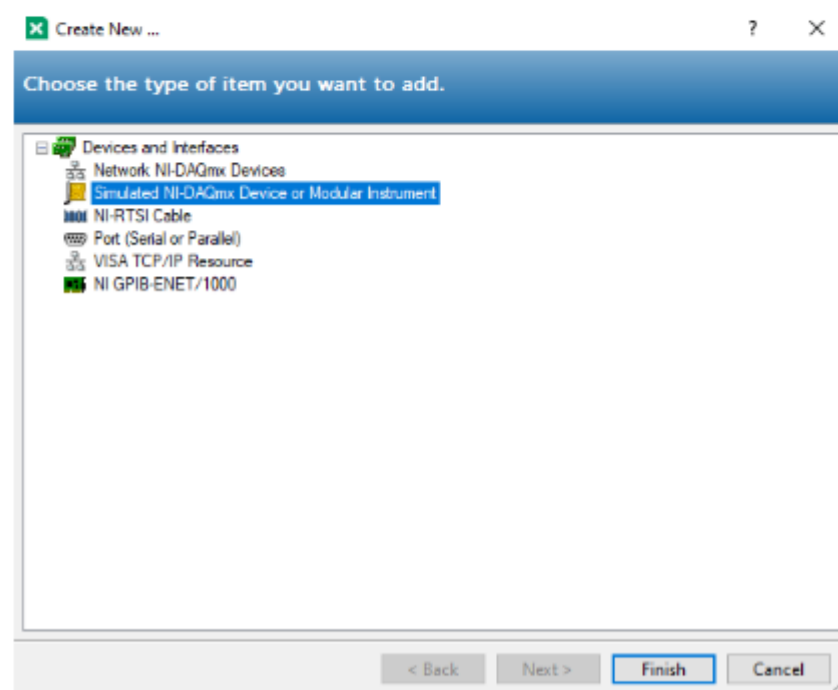 Create New ...
Choose the type of item you want to add.
Devices and Interfaces
Network NI-DAQmx Devices
Simulated NI-DAQmx Device or Modular Instrument
NI-RTSI Cable
Port (Serial or Parallel)
VISA TCP/IP Resource
NI GPIB-ENET/1000
< Back Next > Finish Cancel